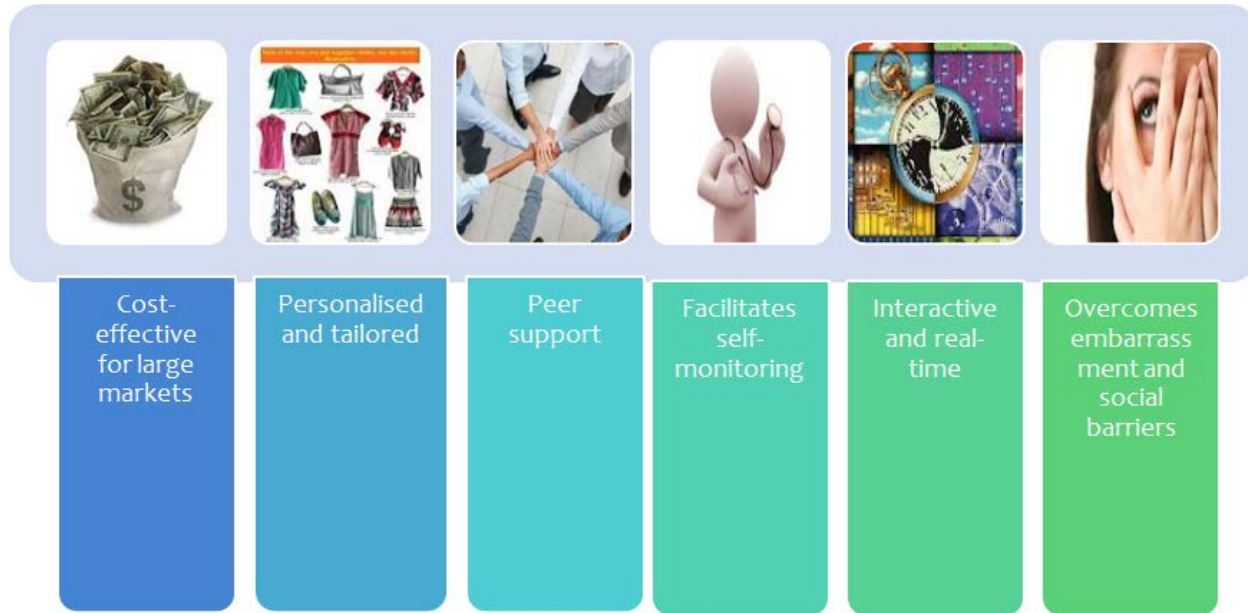 $
Cost-
effective
for large
markets
Personalised
and tailored
Peer
support
Facilitates
self-
monitoring
Interactive
and real-
time
Overcomes
embarrass
ment and
social
barriers